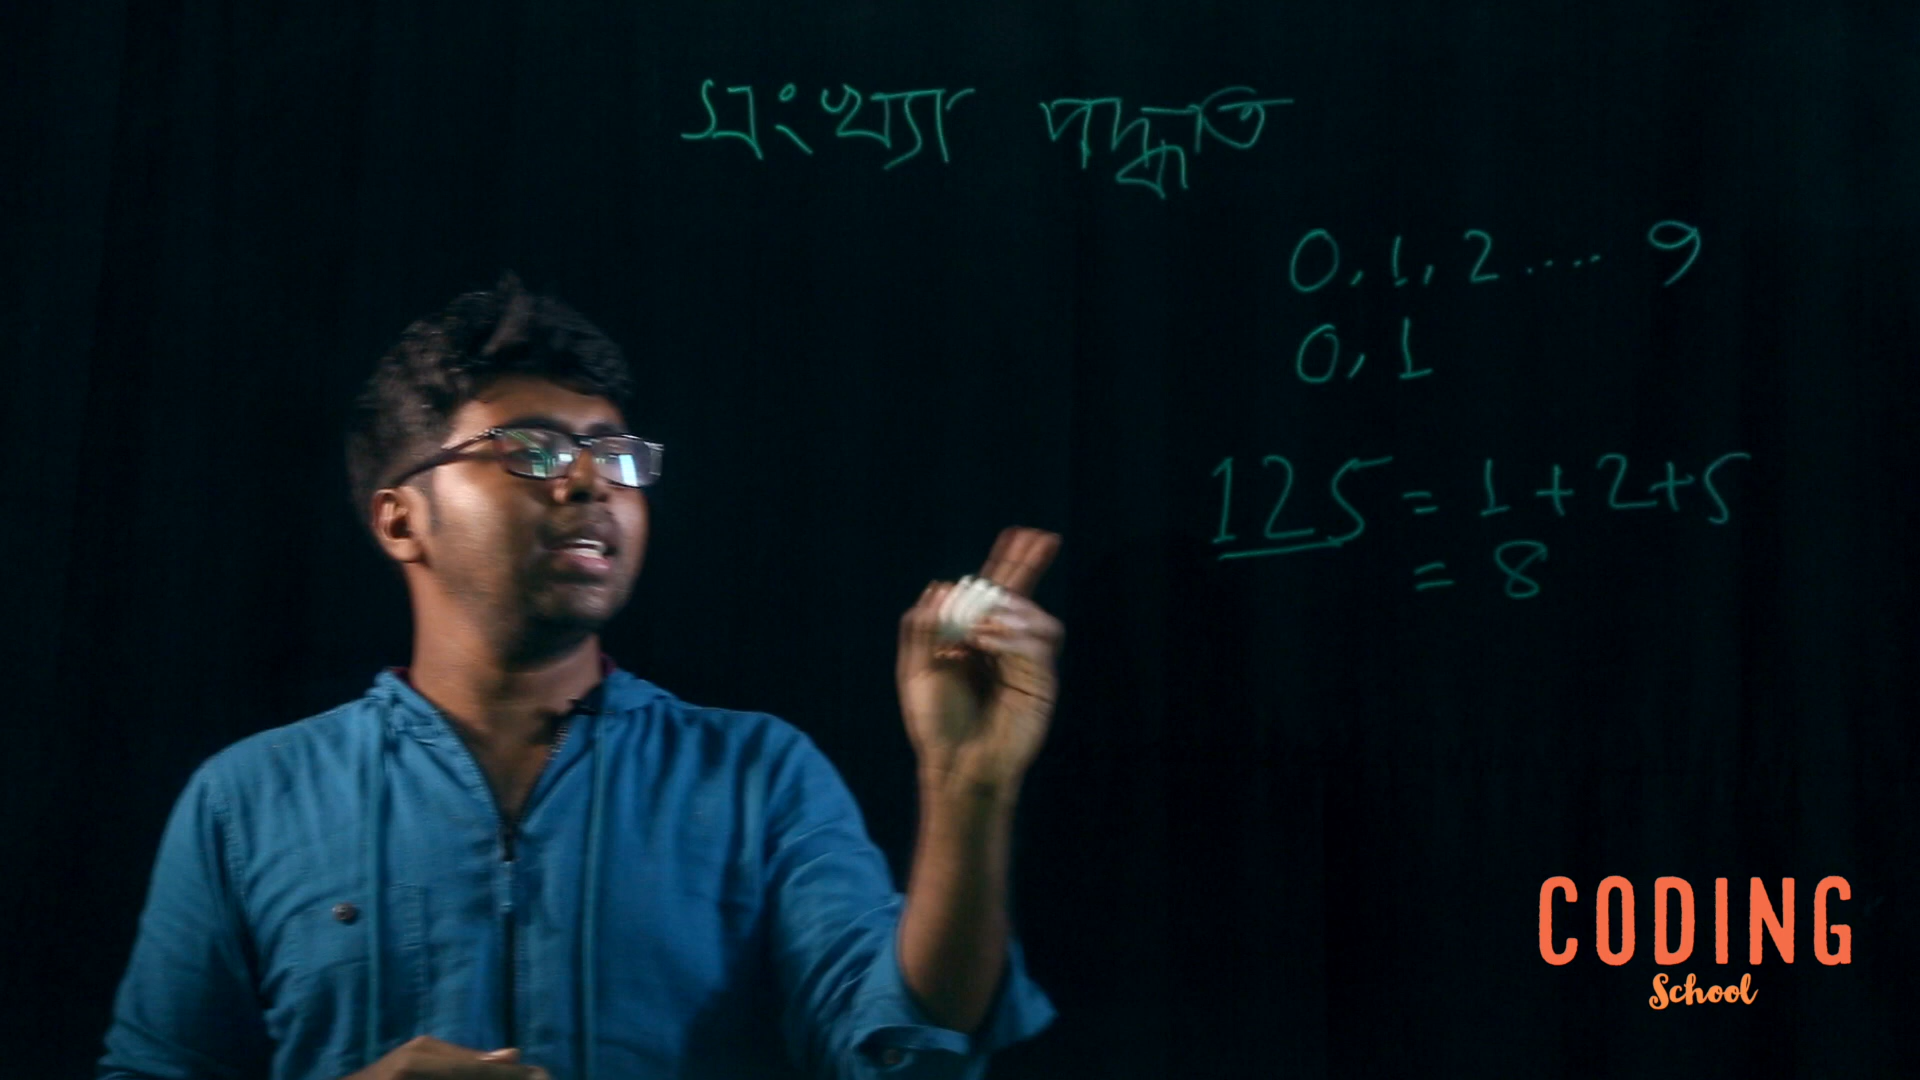 সংখ্যা পদ্ধতি
0, 1, 2 .... 9
0, 1
125 = 1 + 2 + 5
= 8
CODING
School